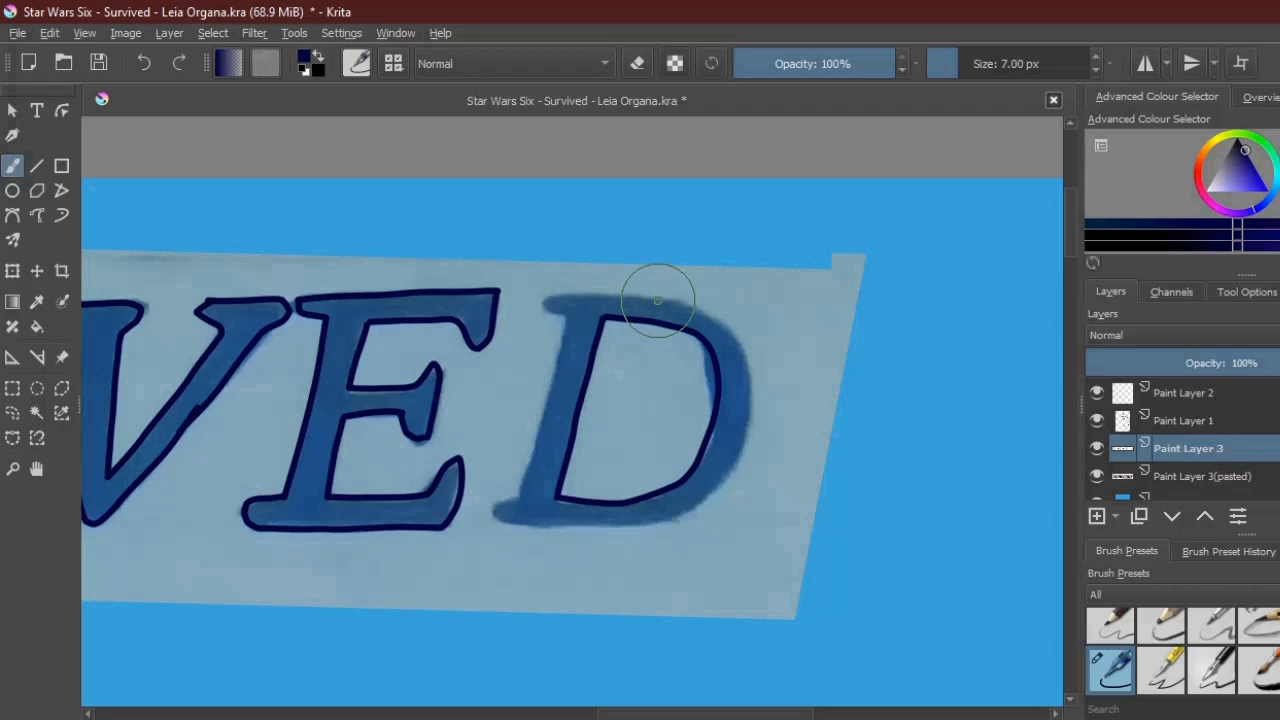 Star Wars Six - Survived - Leia Organa.kra (68.9 MiB) * - Krita
File Edit View Image Layer Select Filter Tools Settings Window Help
Normal Opacity: 100% Size: 7.00 px
Star Wars Six - Survived - Leia Organa.kra *
Advanced Colour Selector Overvie
Advanced Colour Selector
VED
Layers Channels Tool Options
Layers
Normal
Opacity: 100%
Paint Layer 2
Paint Layer 1
Paint Layer 3
Paint Layer 3(pasted)
Brush Presets Brush Preset History
Brush Presets
All
Search